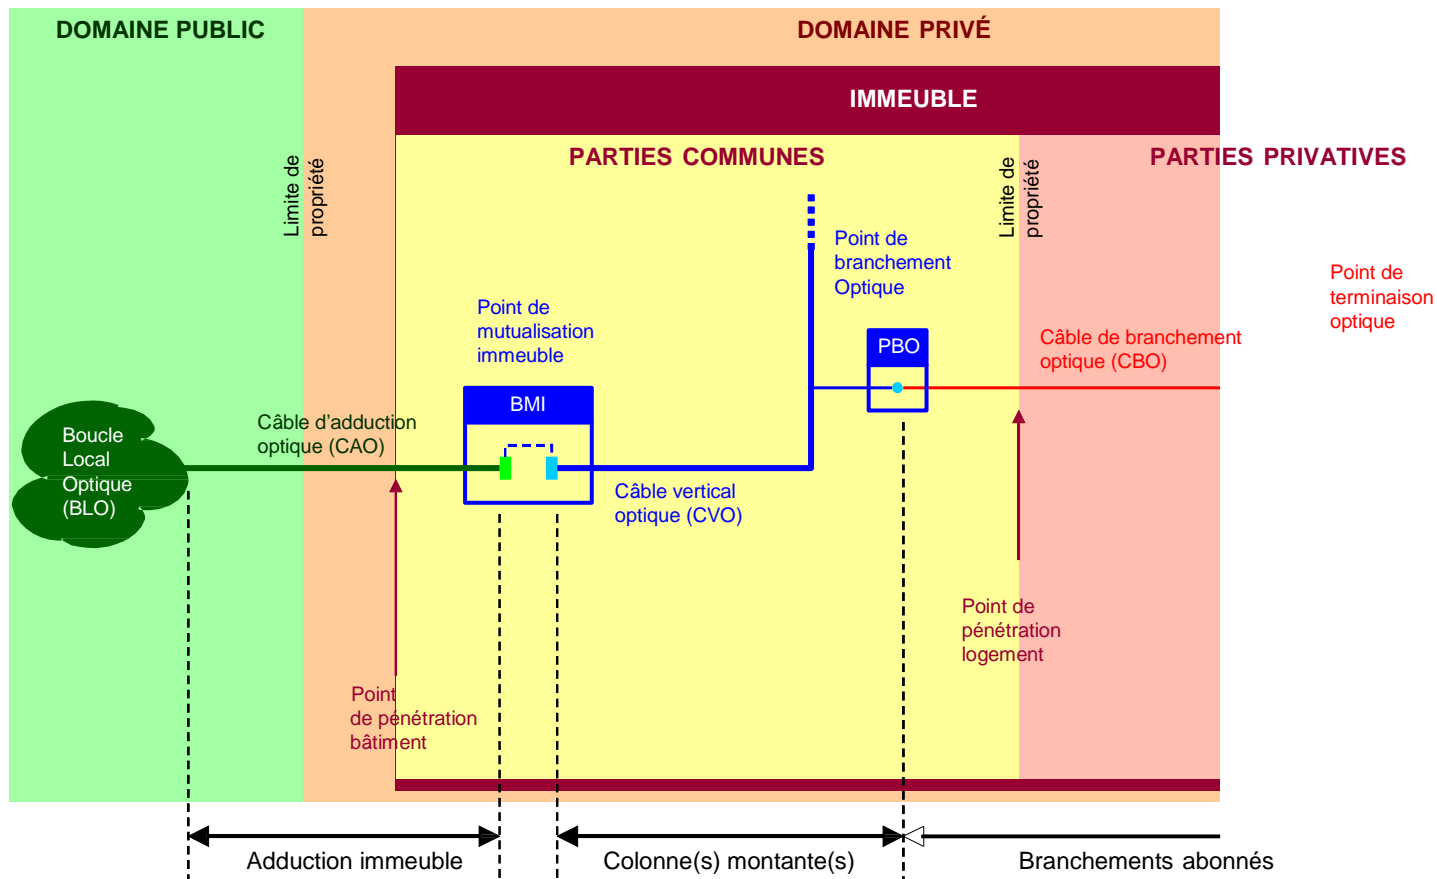 DOMAINE PUBLIC
DOMAINE PRIVÉ
IMMEUBLE
PARTIES COMMUNES
PARTIES PRIVATIVES
Limite de
propriété
Limite de
propriété
Point de
branchement
Optique
Point de
terminaison
optique
Point de
mutualisation
immeuble
PBO
Câble de branchement
optique (CBO)
BMI
Câble d’adduction
optique (CAO)
Boucle
Local
Optique
(BLO)
Câble vertical
optique (CVO)
Point de
pénétration
logement
Point
de pénétration
bâtiment
Adduction immeuble
Colonne(s) montante(s)
Branchements abonnés